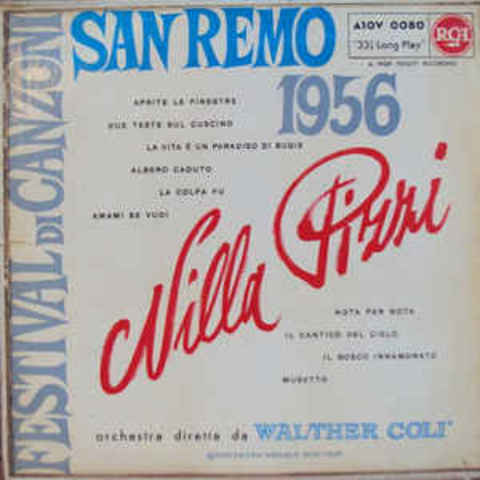 FESTIVAL DI CANZONI
SAN REMO
1956
A10V 0080
"33⅓ Long Play"
RCA
APRITE LE FINESTRE
DUE TESTE SUL CUSCINO
LA VITA È UN PARADISO DI BUGIE
ALBERO CADUTO
LA COLPA FU
AMAMI SE VUOI
Nilla Pizzi
NOTA PER NOTA
IL CANTICO DEL CIELO
IL BOSCO INNAMORATO
MUSETTO
orchestra diretta da WALTHER COLI'